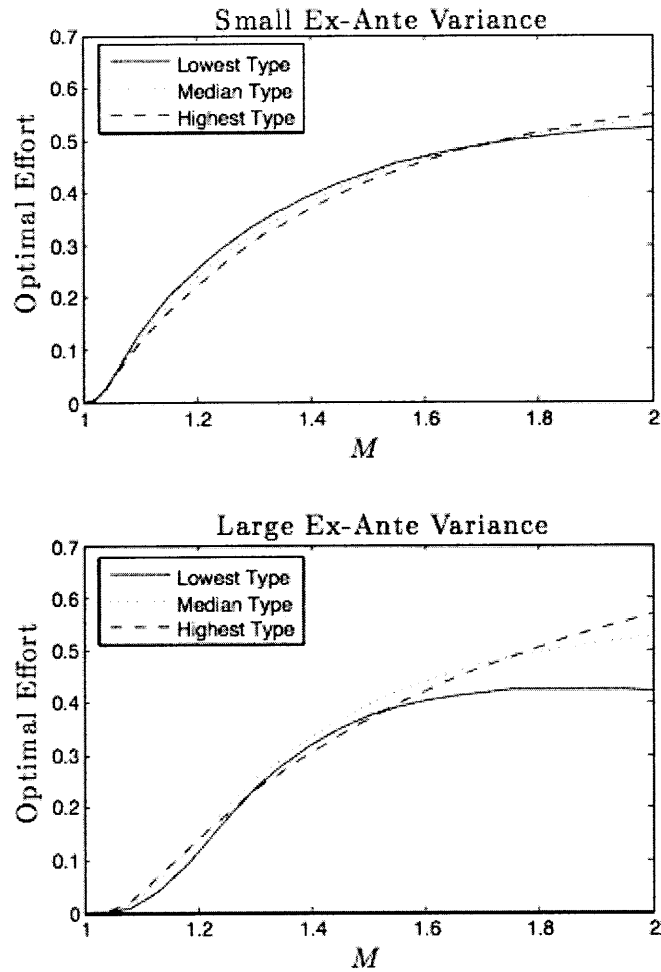 Small Ex-Ante Variance
0.7
0.6
0.5
0.4
0.3
0.2
0.1
0
Optimal Effort
Lowest Type
Median Type
Highest Type
1 1.2 1.4 1.6 1.8 2
M
Large Ex-Ante Variance
0.7
0.6
0.5
0.4
0.3
0.2
0.1
0
Optimal Effort
Lowest Type
Median Type
Highest Type
1 1.2 1.4 1.6 1.8 2
M